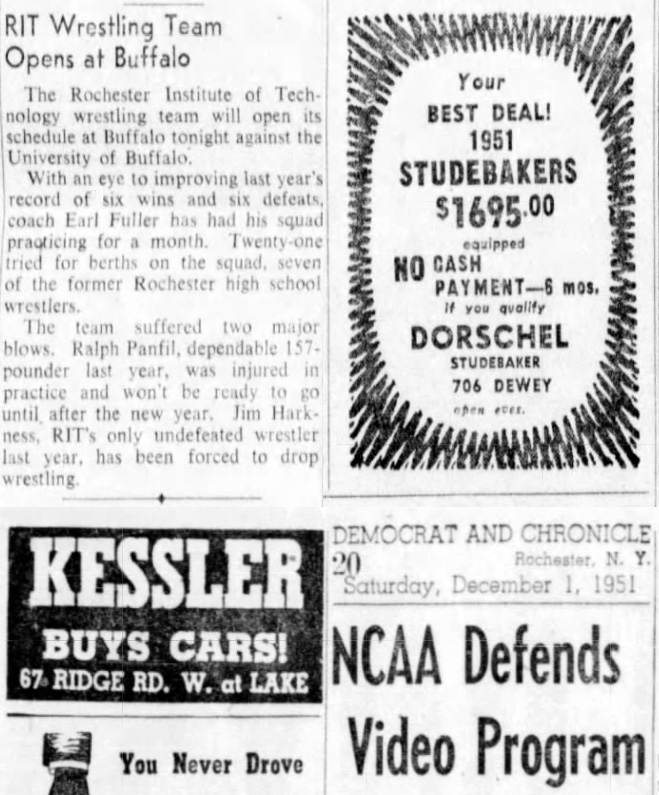 RIT Wrestling Team
Opens at Buffalo
The Rochester Institute of Tech-
nology wrestling team will open its
schedule at Buffalo tonight against the
University of Buffalo.
With an eye to improving last year's
record of six wins and six defeats,
coach Earl Fuller has had his squad
practicing for a month. Twenty-one
tried for berths on the squad, seven
of the former Rochester high school
wrestlers.
The team suffered two major
blows. Ralph Panfil, dependable 157-
pounder last year, was injured in
practice and won't be ready to go
until after the new year. Jim Hark-
ness, RIT's only undefeated wrestler
last year, has been forced to drop
wrestling.
Your
BEST DEAL!
1951
STUDEBAKERS
$1695.00
equipped
NO CASH
PAYMENT—6 mos.
If you qualify
DORSCHEL
STUDEBAKER
706 DEWEY
open eves.
KESSLER
BUYS CARS!
67 RIDGE RD. W. at LAKE
You Never Drove
DEMOCRAT AND CHRONICLE
20
Rochester, N. Y.
Saturday, December 1, 1951
NCAA Defends
Video Program